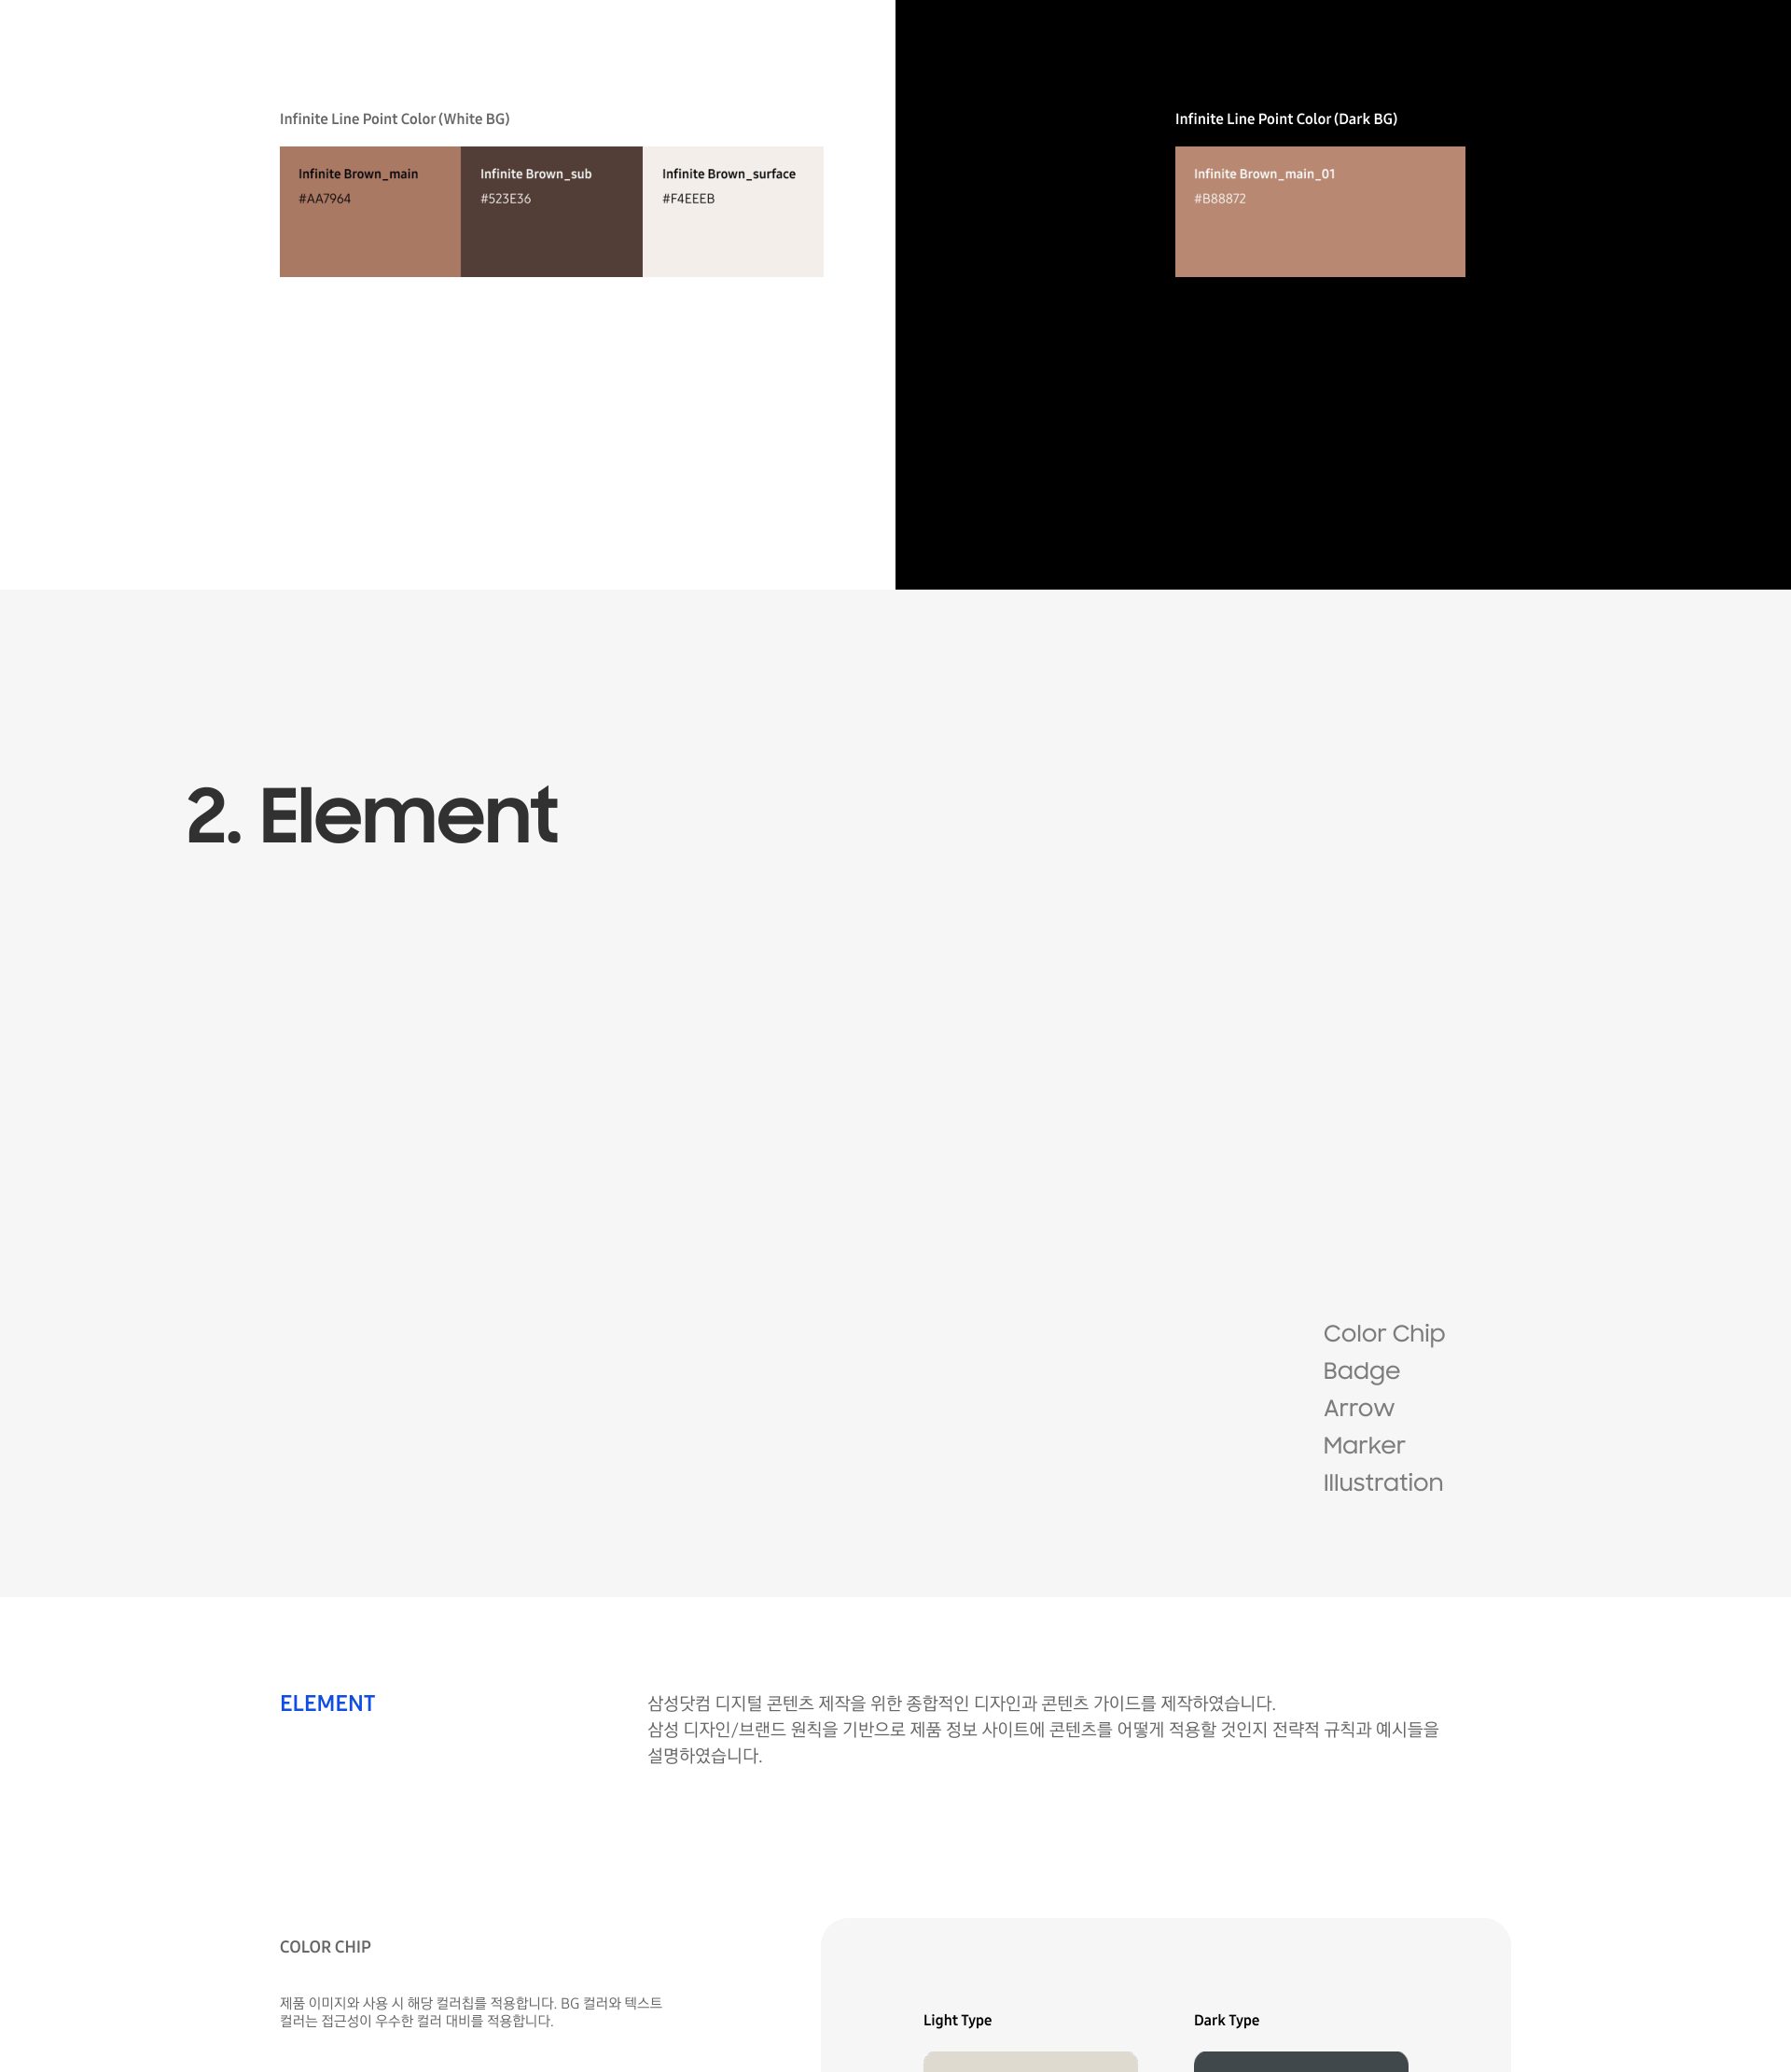 Infinite Line Point Color (White BG)
Infinite Brown_main
#AA7964
Infinite Brown_sub
#523E36
Infinite Brown_surface
#F4EEEB
Infinite Line Point Color (Dark BG)
Infinite Brown_main_01
#B88872
2. Element
Color Chip
Badge
Arrow
Marker
Illustration
ELEMENT
삼성닷컴 디지털 콘텐츠 제작을 위한 종합적인 디자인과 콘텐츠 가이드를 제작하였습니다.
삼성 디자인/브랜드 원칙을 기반으로 제품 정보 사이트에 콘텐츠를 어떻게 적용할 것인지 전략적 규칙과 예시들을
설명하였습니다.
COLOR CHIP
제품 이미지와 사용 시 해당 컬러칩를 적용합니다. BG 컬러와 텍스트
컬러는 접근성이 우수한 컬러 대비를 적용합니다.
Light Type
Dark Type